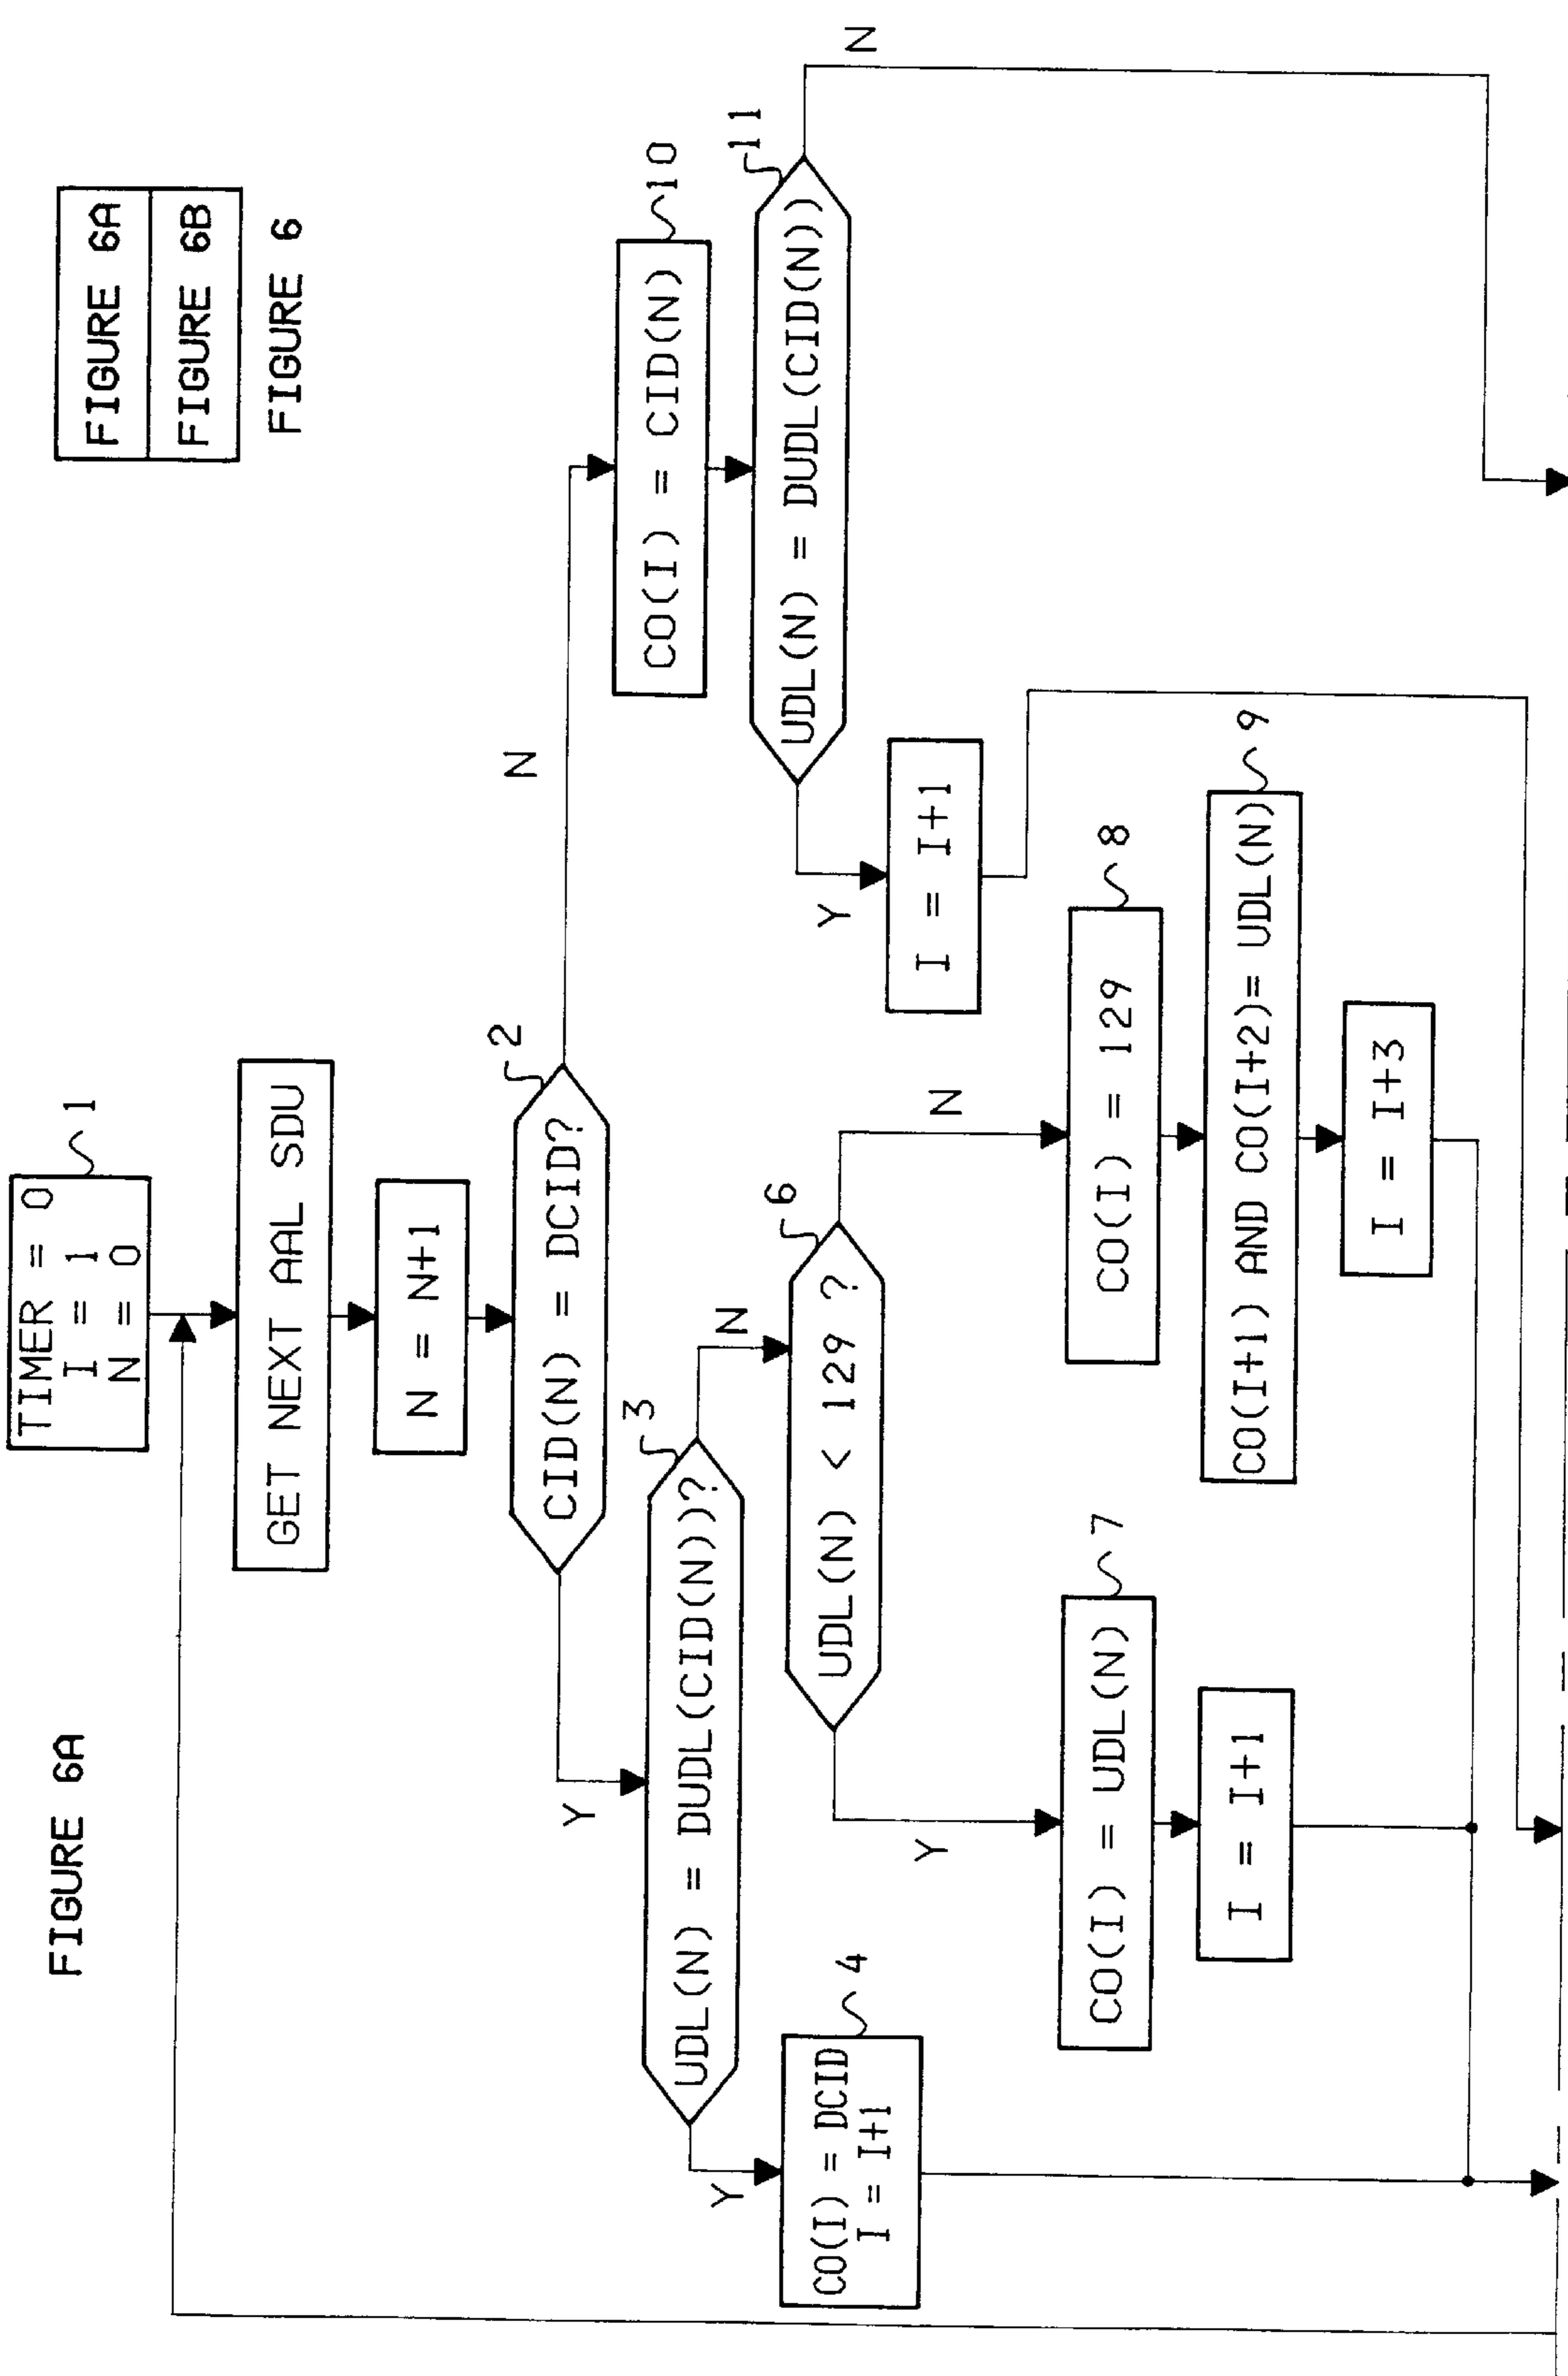 FIGURE 6A
FIGURE 6A
FIGURE 6B
FIGURE 6
TIMER = 0
I = 1
N = 0
1
GET NEXT AAL SDU
N = N+1
CID(N) = DCID?
2
Y
N
UDL(N) = DUDL(CID(N))?
3
Y
N
CO(I) = DCID
I = I+1
4
UDL(N) < 129 ?
6
Y
N
CO(I) = UDL(N)
7
I = I+1
CO(I) = 129
8
CO(I+1) AND CO(I+2)= UDL(N)
9
I = I+3
CO(I) = CID(N)
10
UDL(N) = DUDL(CID(N))
11
Y
N
I = I+1